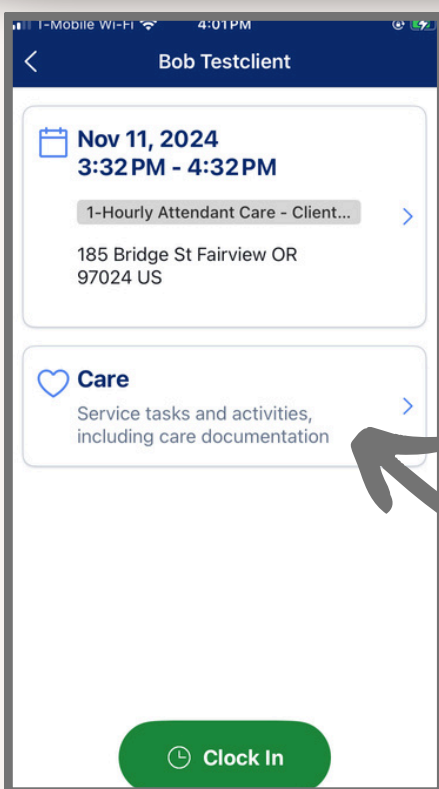 T-Mobile Wi-Fi 4:01 PM
Bob Testclient
Nov 11, 2024
3:32 PM - 4:32 PM
1-Hourly Attendant Care - Client...
185 Bridge St Fairview OR
97024 US
Care
Service tasks and activities,
including care documentation
Clock In